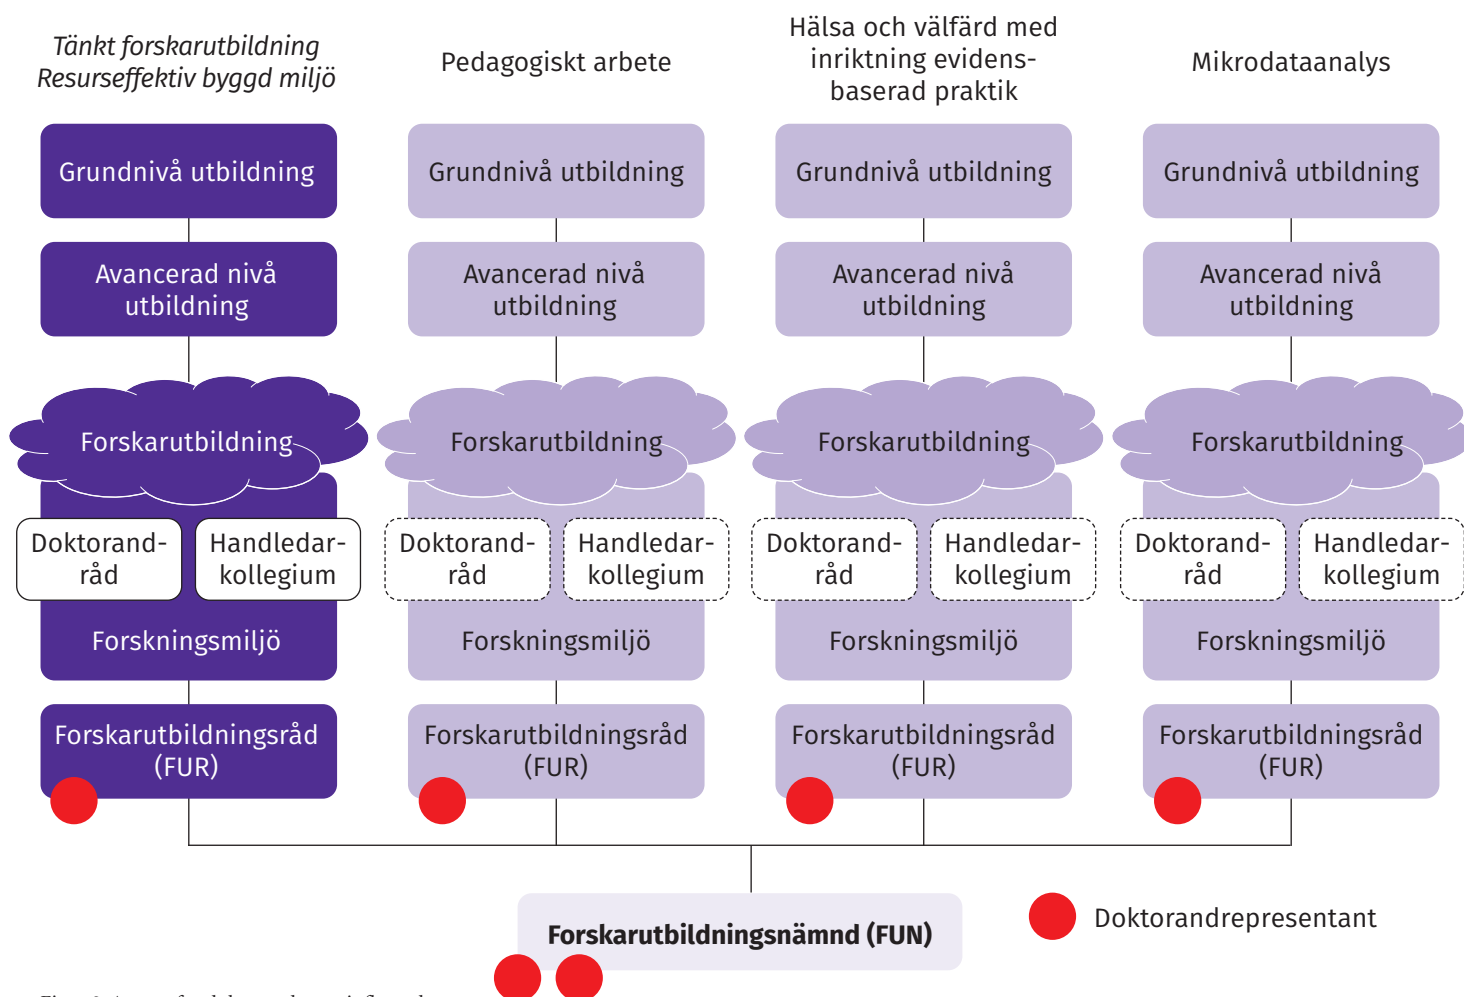 Tänkt forskarutbildning
Resurseffektiv byggd miljö
Pedagogiskt arbete
Hälsa och välfärd med
inriktning evidens-
baserad praktik
Mikrodataanalys
Grundnivå utbildning
Grundnivå utbildning
Grundnivå utbildning
Grundnivå utbildning
Avancerad nivå
utbildning
Avancerad nivå
utbildning
Avancerad nivå
utbildning
Avancerad nivå
utbildning
Forskarutbildning
Forskarutbildning
Forskarutbildning
Forskarutbildning
Doktorand-
råd
Handledar-
kollegium
Doktorand-
råd
Handledar-
kollegium
Doktorand-
råd
Handledar-
kollegium
Doktorand-
råd
Handledar-
kollegium
Forskningsmiljö
Forskningsmiljö
Forskningsmiljö
Forskningsmiljö
Forskarutbildningsråd
(FUR)
Forskarutbildningsråd
(FUR)
Forskarutbildningsråd
(FUR)
Forskarutbildningsråd
(FUR)
Forskarutbildningsnämnd (FUN)
Doktorandrepresentant